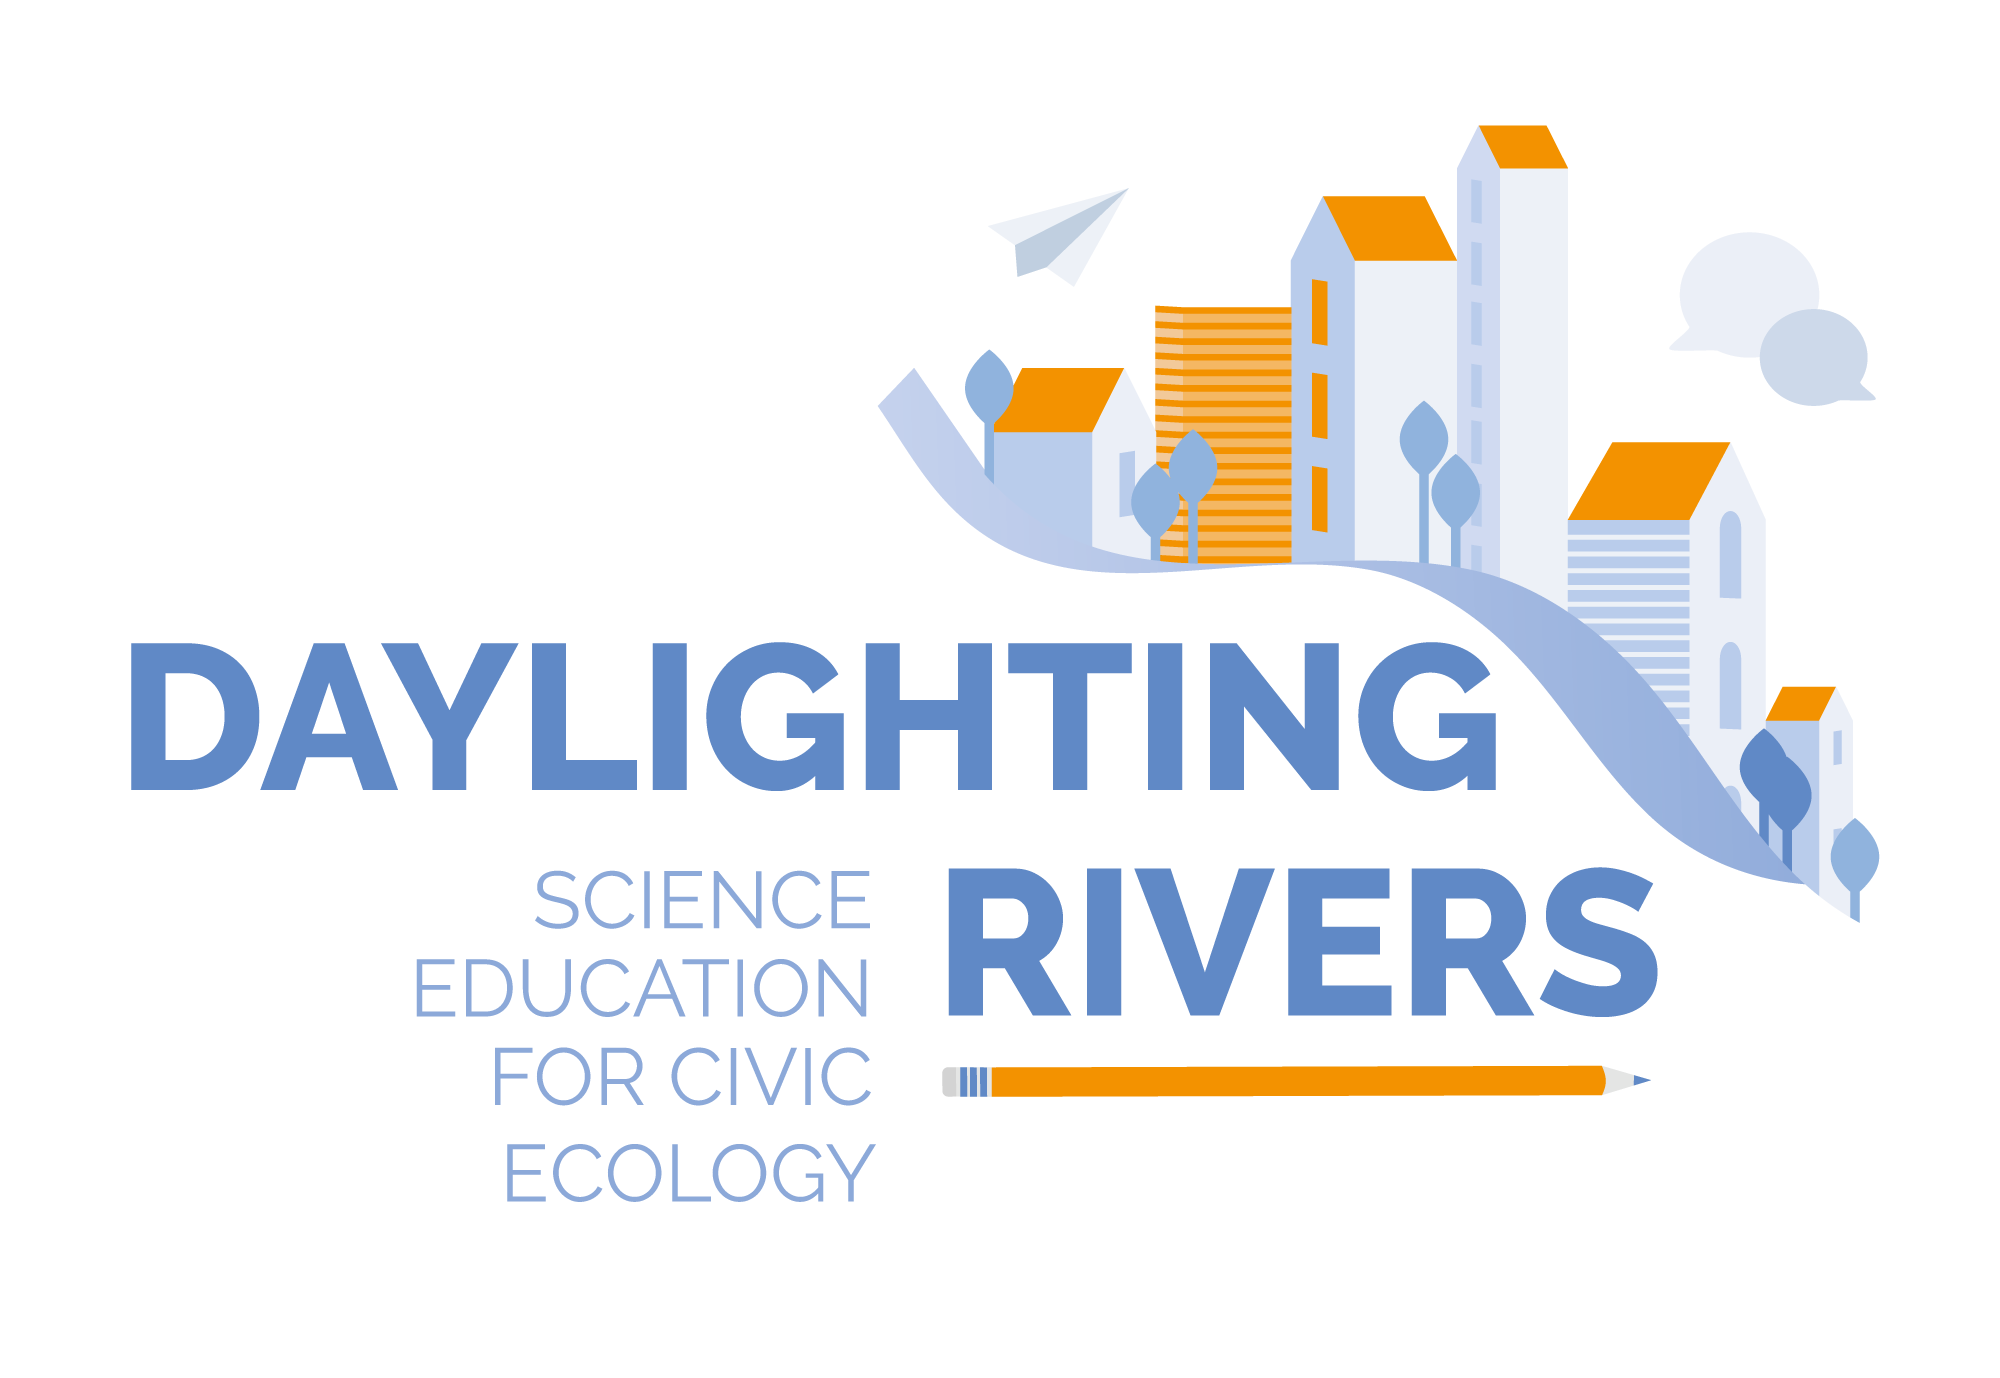 DAYLIGHTING
RIVERS
SCIENCE
EDUCATION
FOR CIVIC
ECOLOGY